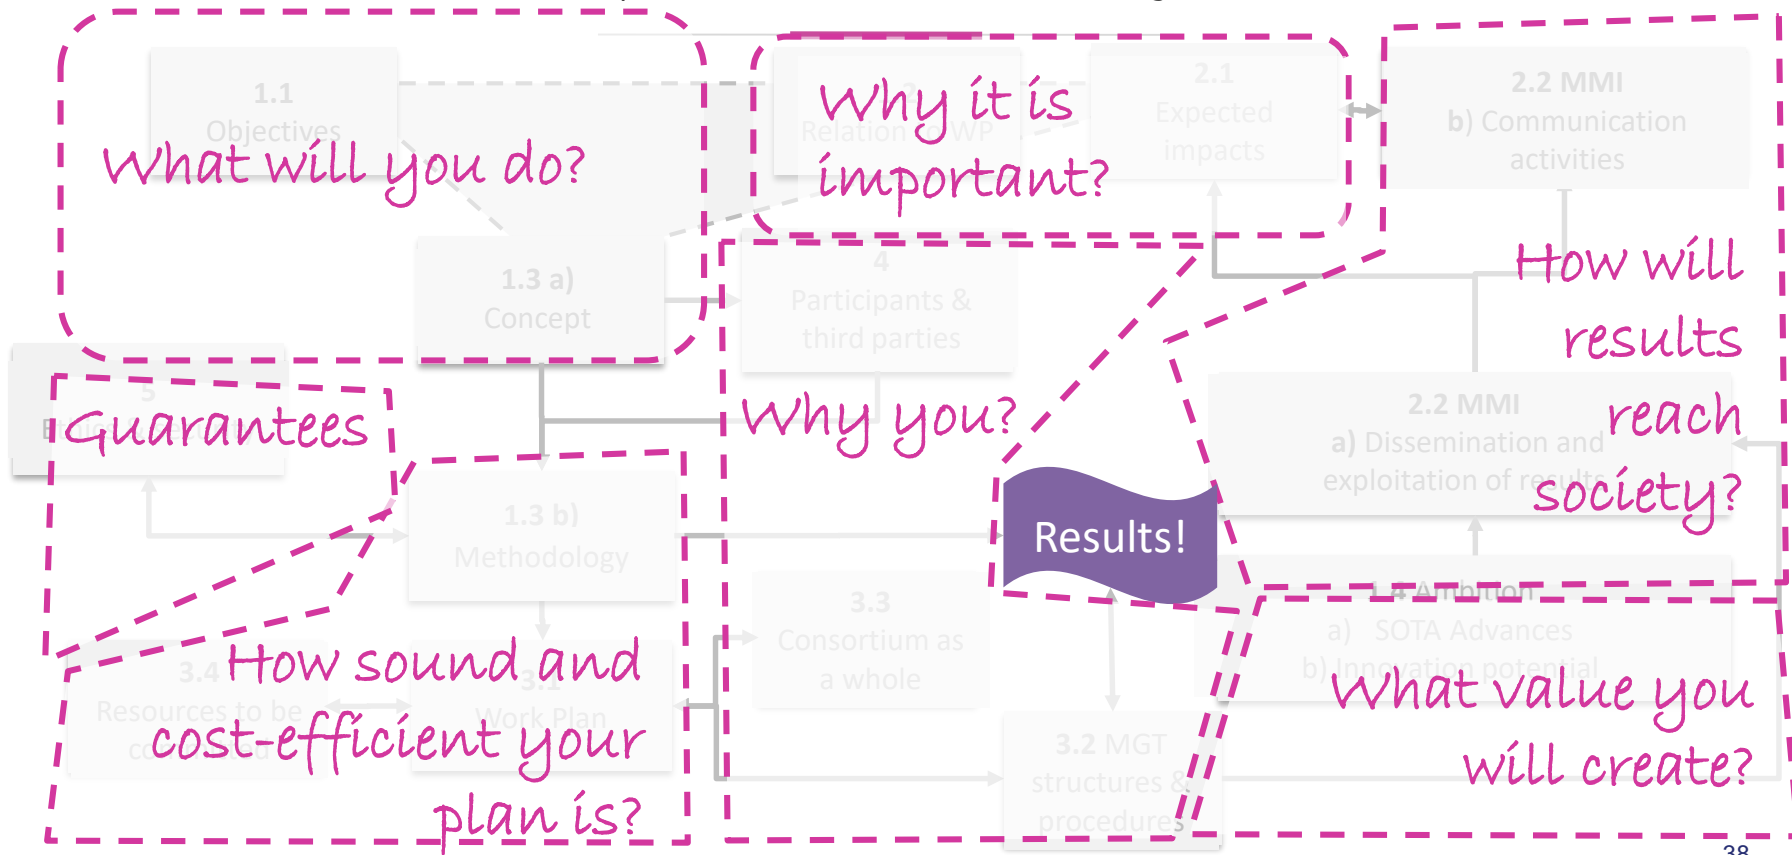 1.1
Objectives
What will you do?
Relation to WP
Why it is
important?
2.1
Expected
impacts
2.2 MMI
b) Communication
activities
1.3 a)
Concept
4
Participants &
third parties
How will
results
reach
society?
5
Guarantees
Why you?
2.2 MMI
a) Dissemination and
exploitation of results
1.3 b)
Methodology
Results!
3.3
Consortium as
a whole
1.4 Ambition
a) SOTA Advances
b) Innovation potential
3.4
Resources to be
3.1
Work Plan
How sound and
cost-efficient your
plan is?
3.2 MGT
structures &
procedures
What value you
will create?
38